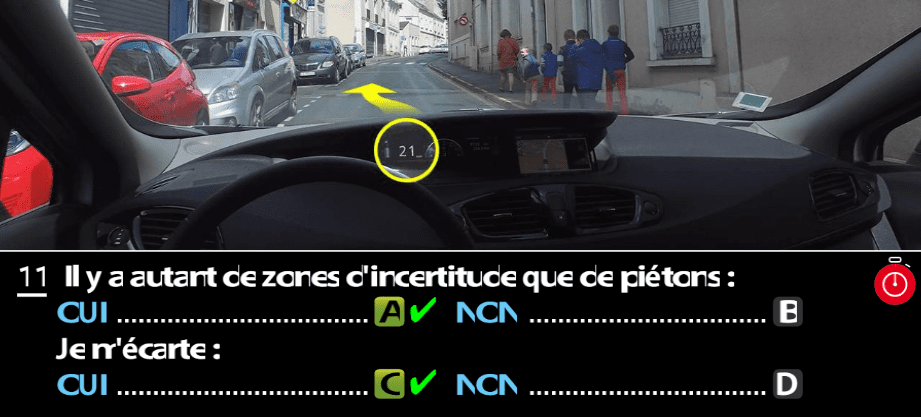 21
11 Il y a autant de zones d'incertitude que de piétons :
OUI .................................. A ✔ NON ................................ B
Je m'écarte :
OUI .................................. C ✔ NON ................................ D